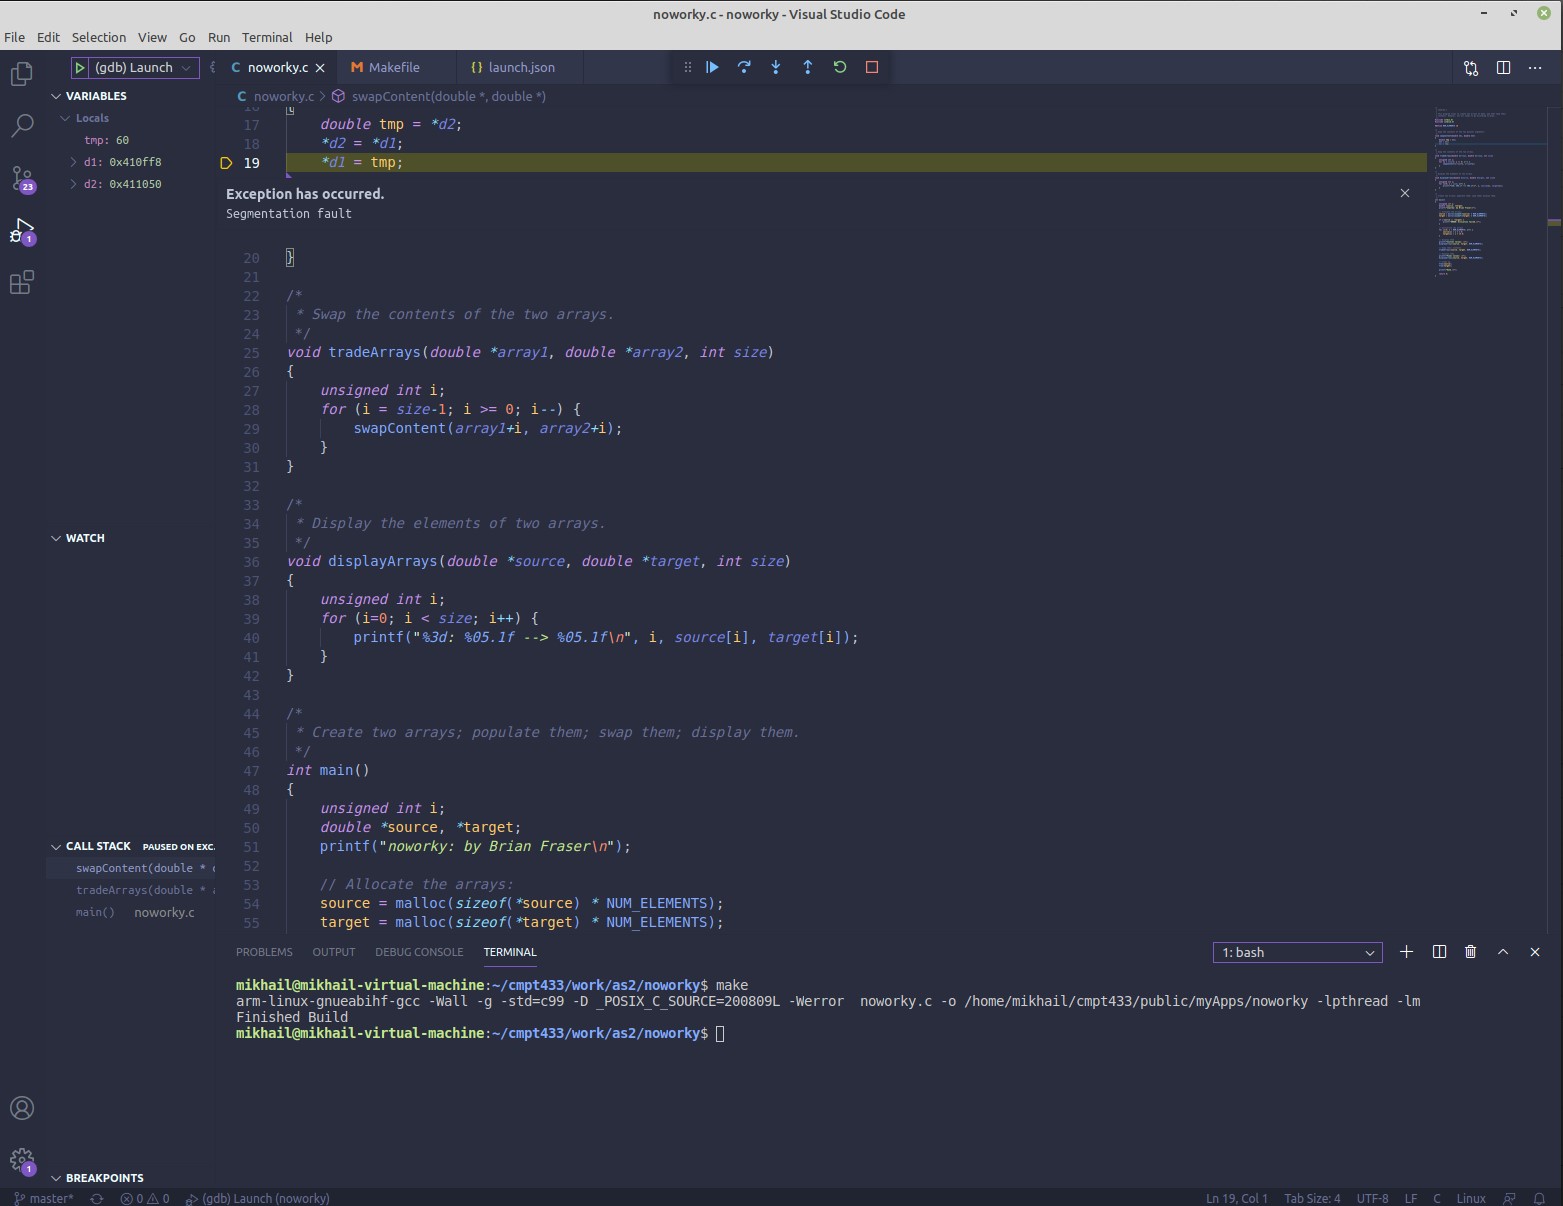 noworky.c - noworky - Visual Studio Code
File Edit Selection View Go Run Terminal Help
(gdb) Launch
noworky.c
Makefile
launch.json
VARIABLES
Locals
tmp: 60
d1: 0x410ff8
d2: 0x411050
WATCH
CALL STACK PAUSED ON EXC
swapContent(double *
tradeArrays(double *
main() noworky.c
BREAKPOINTS
23
1
1
noworky.c > swapContent(double *, double *)
16 {
17 double tmp = *d2;
18 *d2 = *d1;
19 *d1 = tmp;
Exception has occurred.
Segmentation fault
20 }
21
22 /*
23 * Swap the contents of the two arrays.
24 */
25 void tradeArrays(double *array1, double *array2, int size)
26 {
27 unsigned int i;
28 for (i = size-1; i >= 0; i--) {
29 swapContent(array1+i, array2+i);
30 }
31 }
32
33 /*
34 * Display the elements of two arrays.
35 */
36 void displayArrays(double *source, double *target, int size)
37 {
38 unsigned int i;
39 for (i=0; i < size; i++) {
40 printf("%3d: %05.1f --> %05.1f\n", i, source[i], target[i]);
41 }
42 }
43
44 /*
45 * Create two arrays; populate them; swap them; display them.
46 */
47 int main()
48 {
49 unsigned int i;
50 double *source, *target;
51 printf("noworky: by Brian Fraser\n");
52
53 // Allocate the arrays:
54 source = malloc(sizeof(*source) * NUM_ELEMENTS);
55 target = malloc(sizeof(*target) * NUM_ELEMENTS);
PROBLEMS OUTPUT DEBUG CONSOLE TERMINAL
1: bash
mikhail@mikhail-virtual-machine:~/cmpt433/work/as2/noworky$ make
arm-linux-gnueabihf-gcc -Wall -g -std=c99 -D _POSIX_C_SOURCE=200809L -Werror  noworky.c -o /home/mikhail/cmpt433/public/myApps/noworky -lpthread -lm
Finished Build
mikhail@mikhail-virtual-machine:~/cmpt433/work/as2/noworky$
master* 0 0 (gdb) Launch (noworky)
Ln 19, Col 1 Tab Size: 4 UTF-8 LF C Linux